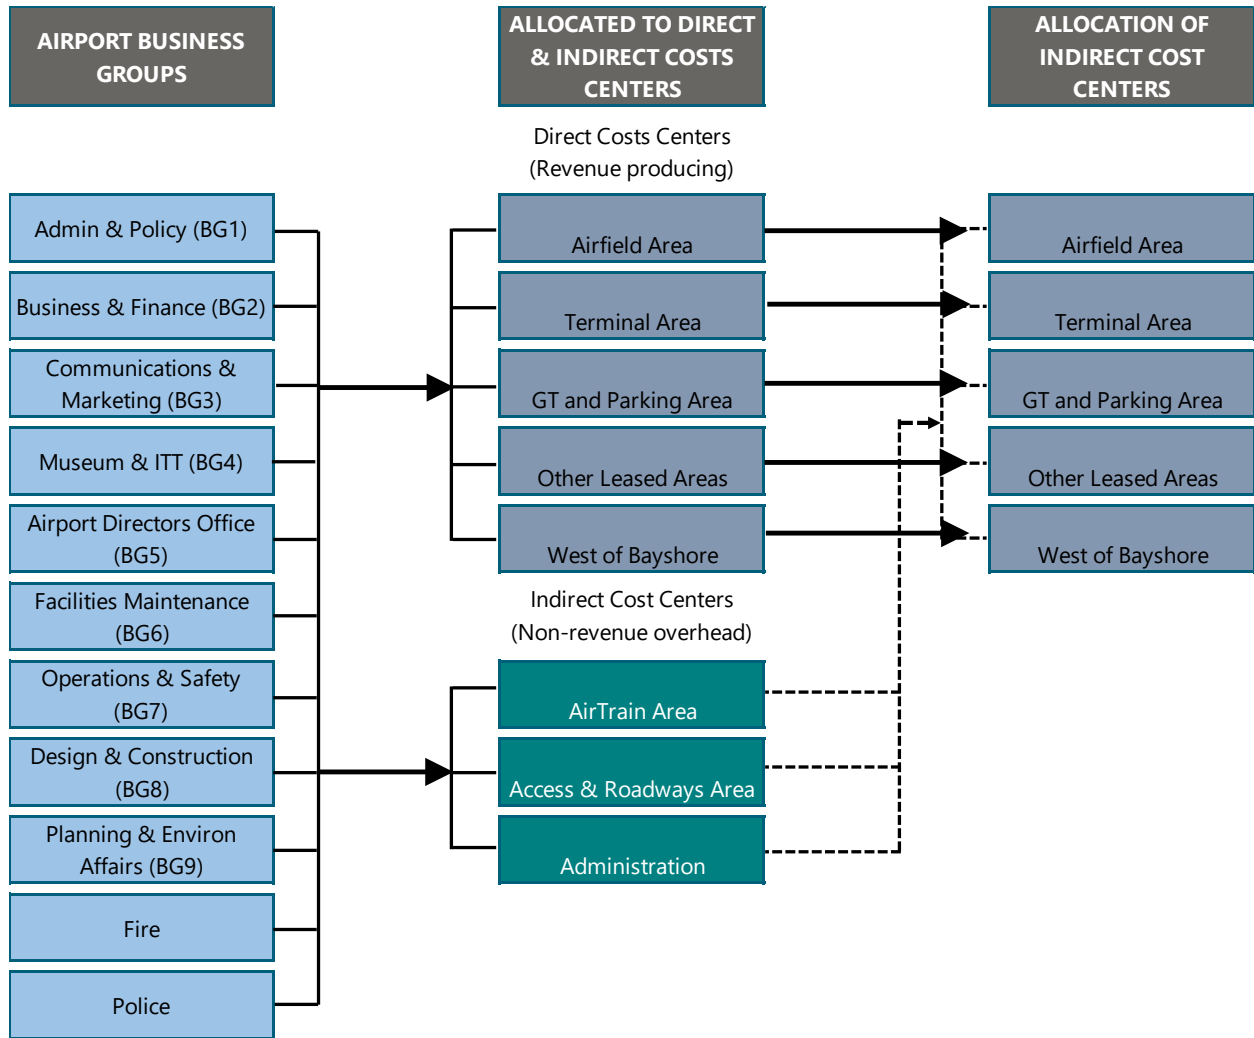 AIRPORT BUSINESS
GROUPS
ALLOCATED TO DIRECT
& INDIRECT COSTS
CENTERS
ALLOCATION OF
INDIRECT COST
CENTERS
Admin & Policy (BG1)
Business & Finance (BG2)
Communications &
Marketing (BG3)
Museum & ITT (BG4)
Airport Directors Office
(BG5)
Facilities Maintenance
(BG6)
Operations & Safety
(BG7)
Design & Construction
(BG8)
Planning & Environ
Affairs (BG9)
Fire
Police
Direct Costs Centers
(Revenue producing)
Airfield Area
Terminal Area
GT and Parking Area
Other Leased Areas
West of Bayshore
Indirect Cost Centers
(Non-revenue overhead)
AirTrain Area
Access & Roadways Area
Administration
Airfield Area
Terminal Area
GT and Parking Area
Other Leased Areas
West of Bayshore